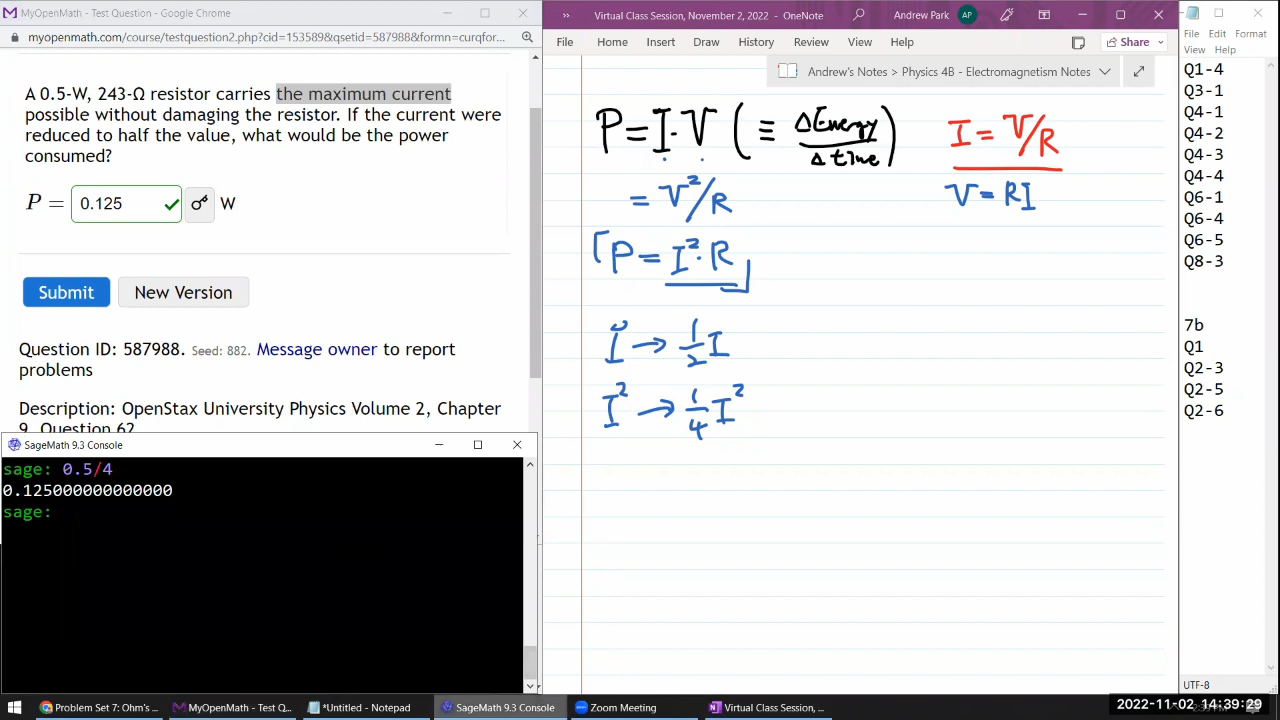 MyOpenMath - Test Question - Google Chrome
myopenmath.com/course/testquestion2.php?cid=153589&qsetid=587988&formn=curqfor...
A 0.5-W, 243-Ω resistor carries the maximum current
possible without damaging the resistor. If the current were
reduced to half the value, what would be the power
consumed?
P = 0.125 σ W
Submit New Version
Question ID: 587988. Seed: 882. Message owner to report
problems
Description: OpenStax University Physics Volume 2, Chapter
9, Question 62
SageMath 9.3 Console
sage: 0.5/4
0.125000000000000
sage:
» Virtual Class Session, November 2, 2022 - OneNote Andrew Park AP
File Home Insert Draw History Review View Help Share
Andrew's Notes > Physics 4B - Electromagnetism Notes
P = I · V ( ≡ ΔEnergy / Δtime ) I = V/R
= V²/R V = RI
P = I² · R
I → 1/2 I
I² → 1/4 I²
File Edit Format
View Help
Q1-4
Q3-1
Q4-1
Q4-2
Q4-3
Q4-4
Q6-1
Q6-4
Q6-5
Q8-3
7b
Q1
Q2-3
Q2-5
Q2-6
UTF-8
Problem Set 7: Ohm's... MyOpenMath - Test Q... *Untitled - Notepad SageMath 9.3 Console Zoom Meeting Virtual Class Session,...
2022-11-02 14:39:29